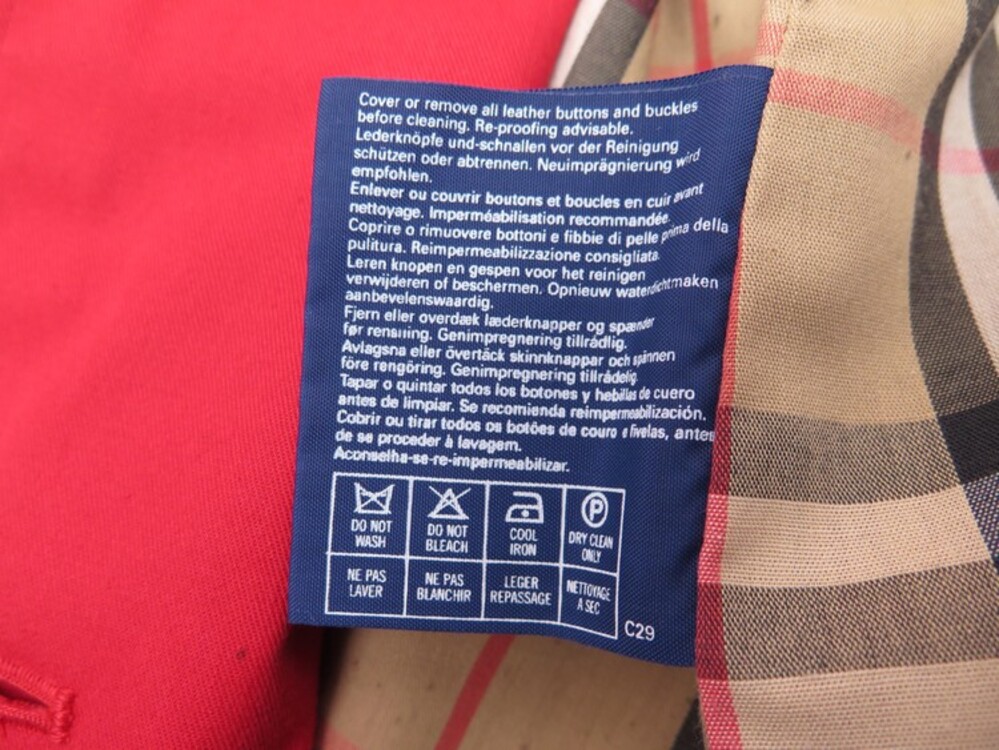 Cover or remove all leather buttons and buckles
before cleaning. Re-proofing advisable.
Lederknöpfe und-schnallen vor der Reinigung
schützen oder abtrennen. Neuimprägnierung wird
empfohlen.
Enlever ou couvrir boutons et boucles en cuir avant
nettoyage. Imperméabilisation recommandée.
Coprire o rimuovere bottoni e fibbie di pelle prima della
pulitura. Reimpermeabilizzazione consigliata.
Leren knopen en gespen voor het reinigen
verwijderen of beschermen. Opnieuw waterdichtmaken
aanbevelenswaardig.
Fjern eller overdæk læderknapper og spænder
før rensning. Genimpregnering tillrådlig.
Avlagsna eller övertäck skinnknappar och spännen
före rengöring. Genimpregnering tillrådelig.
Tapar o quintar todos los botones y hebillas de cuero
antes de limpiar. Se recomienda reimpermeabilización.
Cobrir ou tirar todos os botões de couro e fivelas, antes
de se proceder à lavagem.
Aconselha-se-re-impermeabilizar.
DO NOT WASH
DO NOT BLEACH
COOL IRON
P
DRY CLEAN ONLY
NE PAS LAVER
NE PAS BLANCHIR
LEGER REPASSAGE
NETTOYAGE A SEC
C29